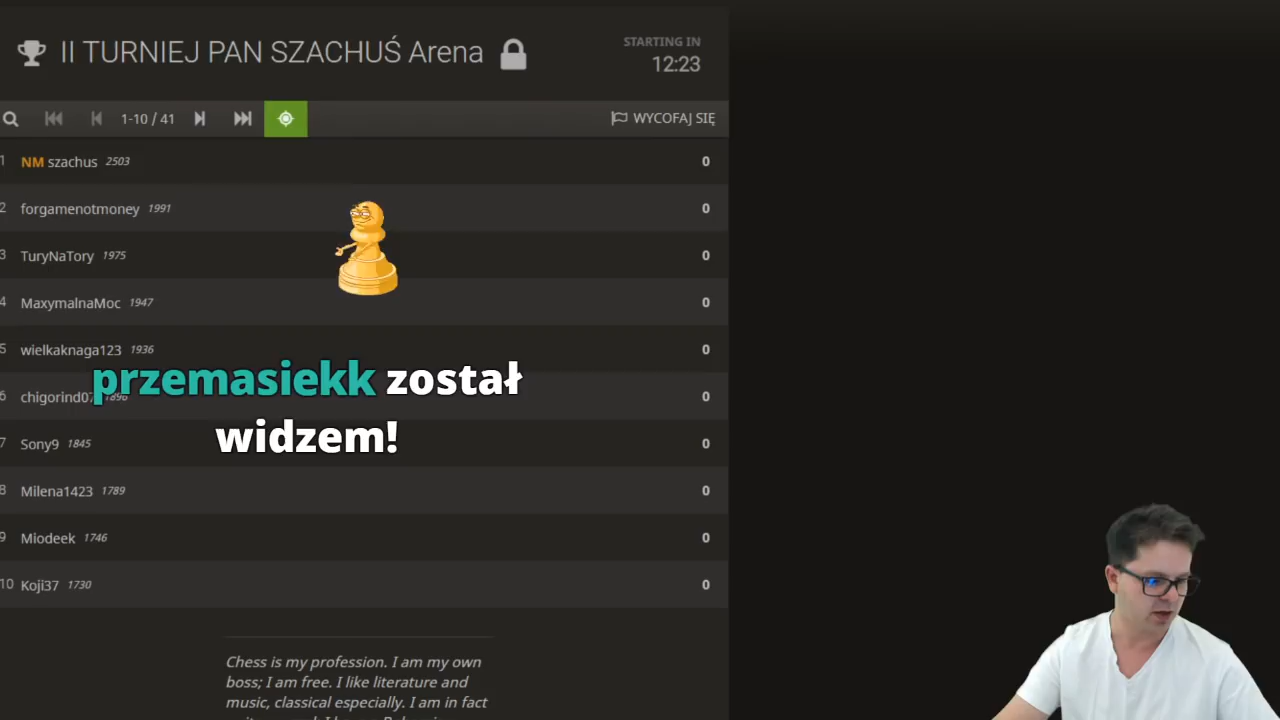 II TURNIEJ PAN SZACHUŚ Arena
STARTING IN
12:23
1-10 / 41
WYCOFAJ SIĘ
1 NM szachus 2503 0
2 forgamenotmoney 1991 0
3 TuryNaTory 1975 0
4 MaxymalnaMoc 1947 0
5 wielkaknaga123 1936 0
przemasiekk został
6 chigorind07 1896 0
widzem!
7 Sony9 1845 0
8 Milena1423 1789 0
9 Miodeek 1746 0
10 Koji37 1730 0
Chess is my profession. I am my own
boss; I am free. I like literature and
music, classical especially. I am in fact